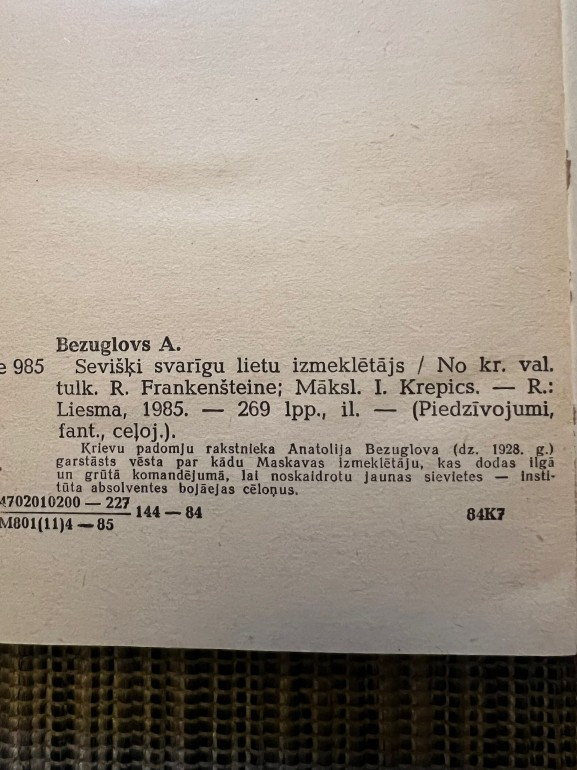 Bezuglovs A.
e 985 Sevišķi svarīgu lietu izmeklētājs / No kr. val.
tulk. R. Frankenšteine; Māksl. I. Krepics. — R.:
Liesma, 1985. — 269 lpp., il. — (Piedzīvojumi,
fant., ceļoj.).
Krievu padomju rakstnieka Anatolija Bezuglova (dz. 1928. g.)
garstāsts vēsta par kādu Maskavas izmeklētāju, kas dodas ilgā
un grūtā komandējumā, lai noskaidrotu jaunas sievietes — Insti-
tūta absolventes bojāejas cēloņus.
4702010200 — 227
M801(11)4 — 85
144 — 84
84K7